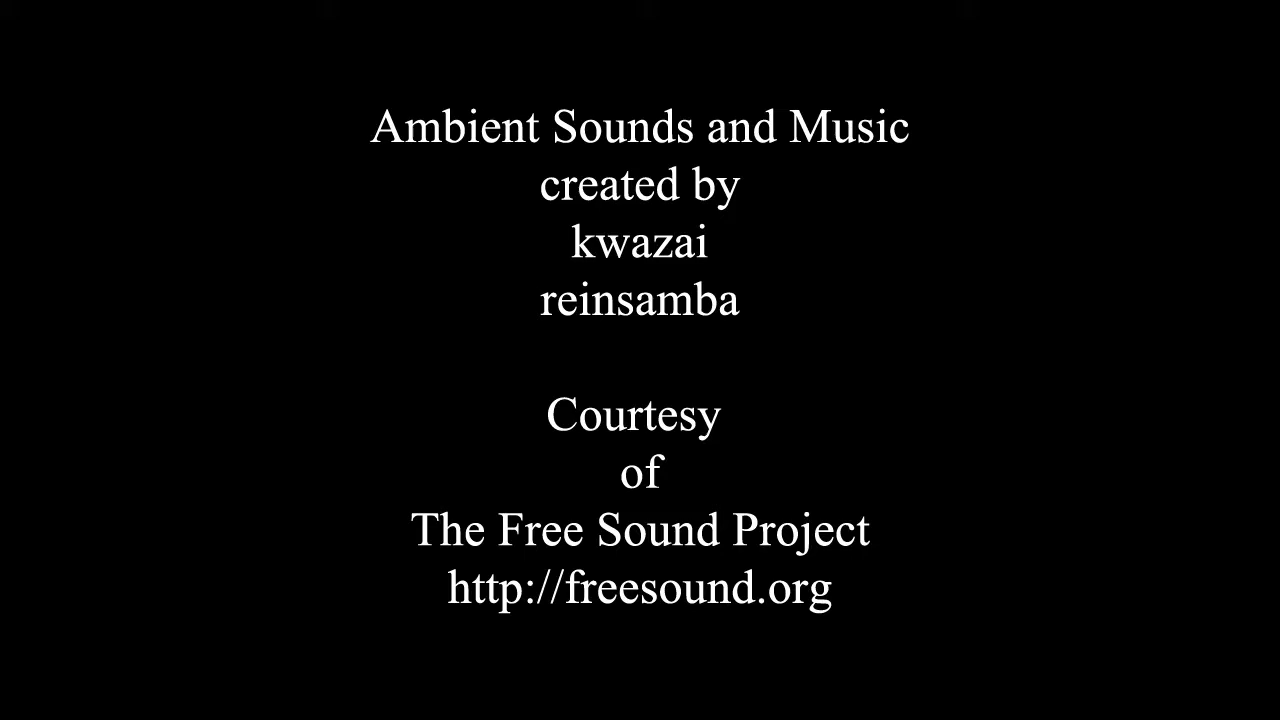 Ambient Sounds and Music
created by
kwazai
reinsamba
Courtesy
of
The Free Sound Project
http://freesound.org